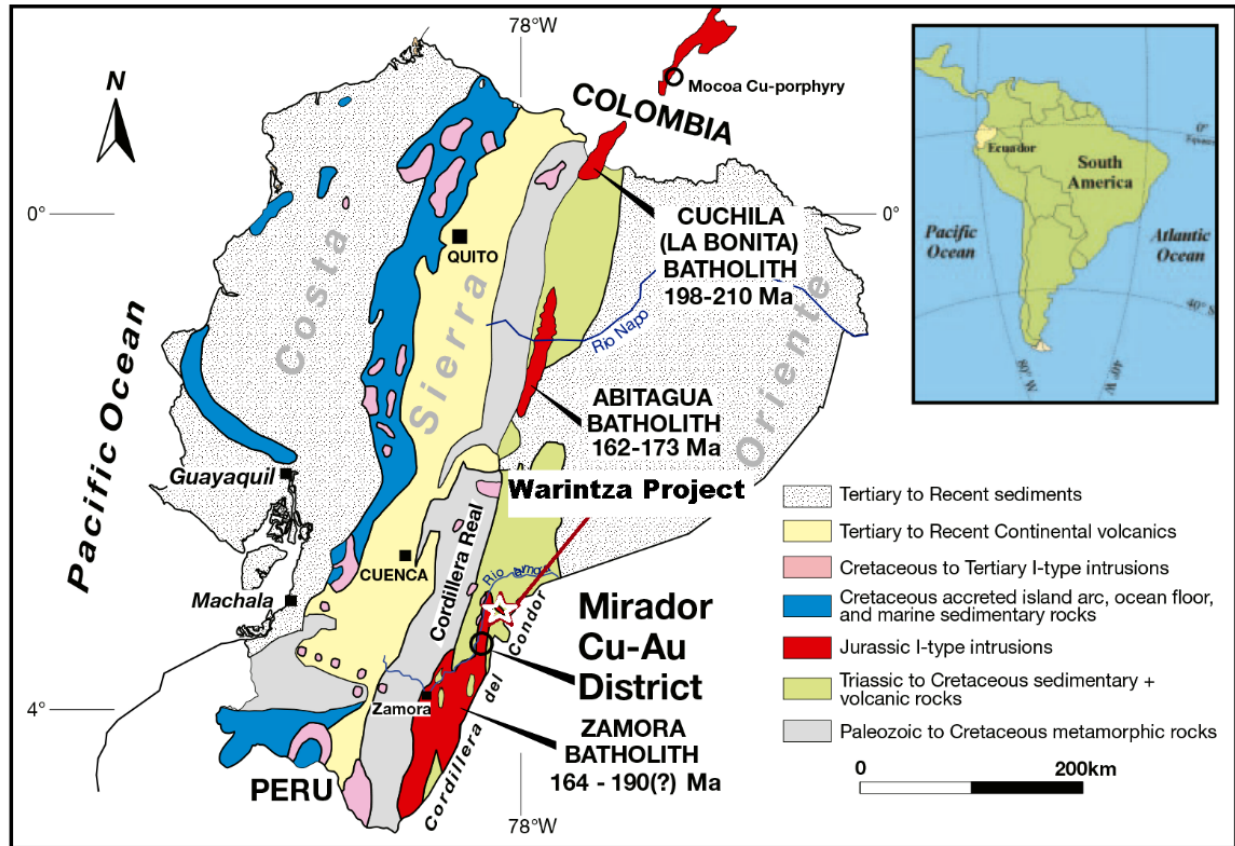 78°W
N
Mocoa Cu-porphyry
COLOMBIA
0°
0°
CUCHILA
(LA BONITA)
BATHOLITH
198-210 Ma
QUITO
Costa
Sierra
Oriente
Rio Napo
Pacific Ocean
ABITAGUA
BATHOLITH
162-173 Ma
Guayaquil
Warintza Project
Cordillera Real
CUENCA
Rio
Machala
Mirador
Cu-Au
District
Cordillera del Condor
4°
Zamora
ZAMORA
BATHOLITH
164 - 190(?) Ma
PERU
78°W
0°
Ecuador
South
America
Pacific
Ocean
Atlantic
Ocean
40° S
80° W
40° W
Tertiary to Recent sediments
Tertiary to Recent Continental volcanics
Cretaceous to Tertiary I-type intrusions
Cretaceous accreted island arc, ocean floor,
and marine sedimentary rocks
Jurassic I-type intrusions
Triassic to Cretaceous sedimentary +
volcanic rocks
Paleozoic to Cretaceous metamorphic rocks
0
200km